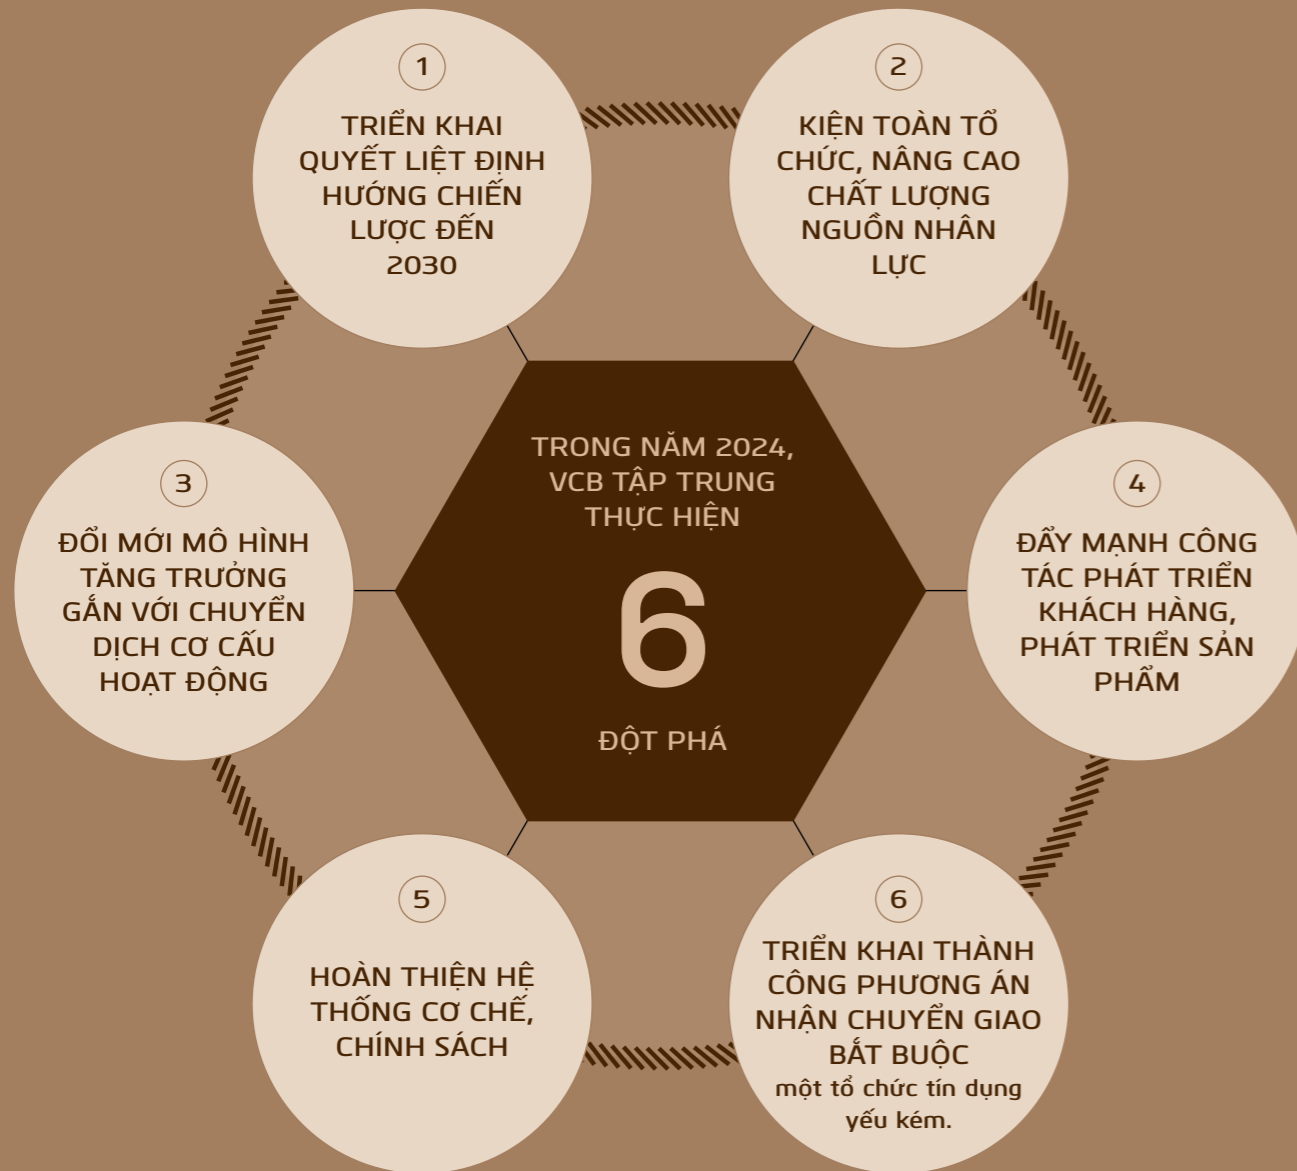 1
TRIỂN KHAI
QUYẾT LIỆT ĐỊNH
HƯỚNG CHIẾN
LƯỢC ĐẾN
2030
2
KIỆN TOÀN TỔ
CHỨC, NÂNG CAO
CHẤT LƯỢNG
NGUỒN NHÂN
LỰC
3
ĐỔI MỚI MÔ HÌNH
TĂNG TRƯỞNG
GẮN VỚI CHUYỂN
DỊCH CƠ CẤU
HOẠT ĐỘNG
TRONG NĂM 2024,
VCB TẬP TRUNG
THỰC HIỆN
6
ĐỘT PHÁ
4
ĐẨY MẠNH CÔNG
TÁC PHÁT TRIỂN
KHÁCH HÀNG,
PHÁT TRIỂN SẢN
PHẨM
5
HOÀN THIỆN HỆ
THỐNG CƠ CHẾ,
CHÍNH SÁCH
6
TRIỂN KHAI THÀNH
CÔNG PHƯƠNG ÁN
NHẬN CHUYỂN GIAO
BẮT BUỘC
một tổ chức tín dụng
yếu kém.